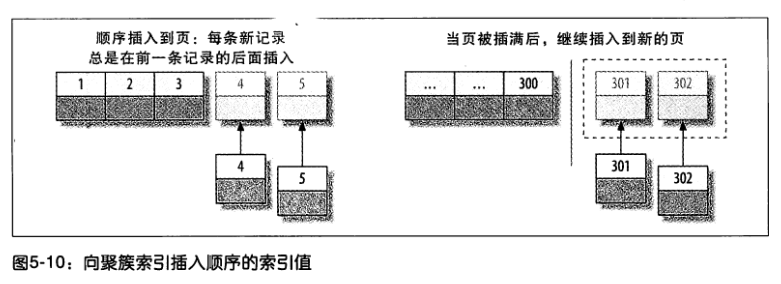 顺序插入到页：每条新记录
总是在前一条记录的后面插入
1 2 3 4 5
4
5
当页被插满后，继续插入到新的页
... ... 300 301 302
301
302
图5-10：向聚簇索引插入顺序的索引值